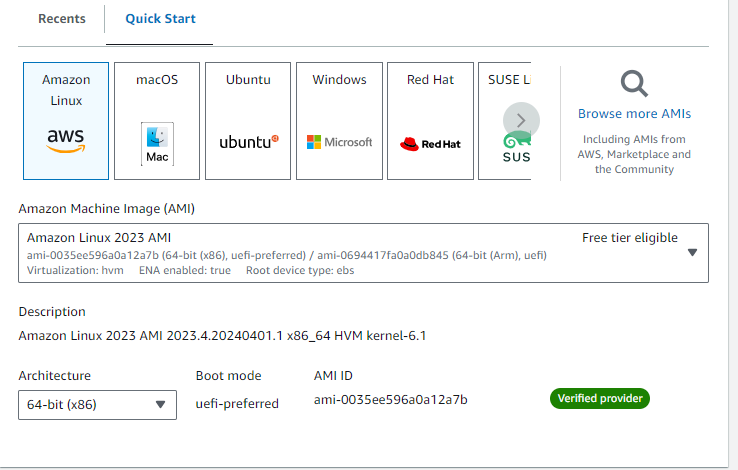 Recents
Quick Start
Amazon
Linux
aws
macOS
Mac
Ubuntu
ubuntu
Windows
Microsoft
Red Hat
Red Hat
SUSE L
SUS
Browse more AMIs
Including AMIs from
AWS, Marketplace and
the Community
Amazon Machine Image (AMI)
Amazon Linux 2023 AMI
Free tier eligible
ami-0035ee596a0a12a7b (64-bit (x86), uefi-preferred) / ami-0694417fa0a0db845 (64-bit (Arm), uefi)
Virtualization: hvm ENA enabled: true Root device type: ebs
Description
Amazon Linux 2023 AMI 2023.4.20240401.1 x86_64 HVM kernel-6.1
Architecture
Boot mode
AMI ID
64-bit (x86)
uefi-preferred
ami-0035ee596a0a12a7b
Verified provider